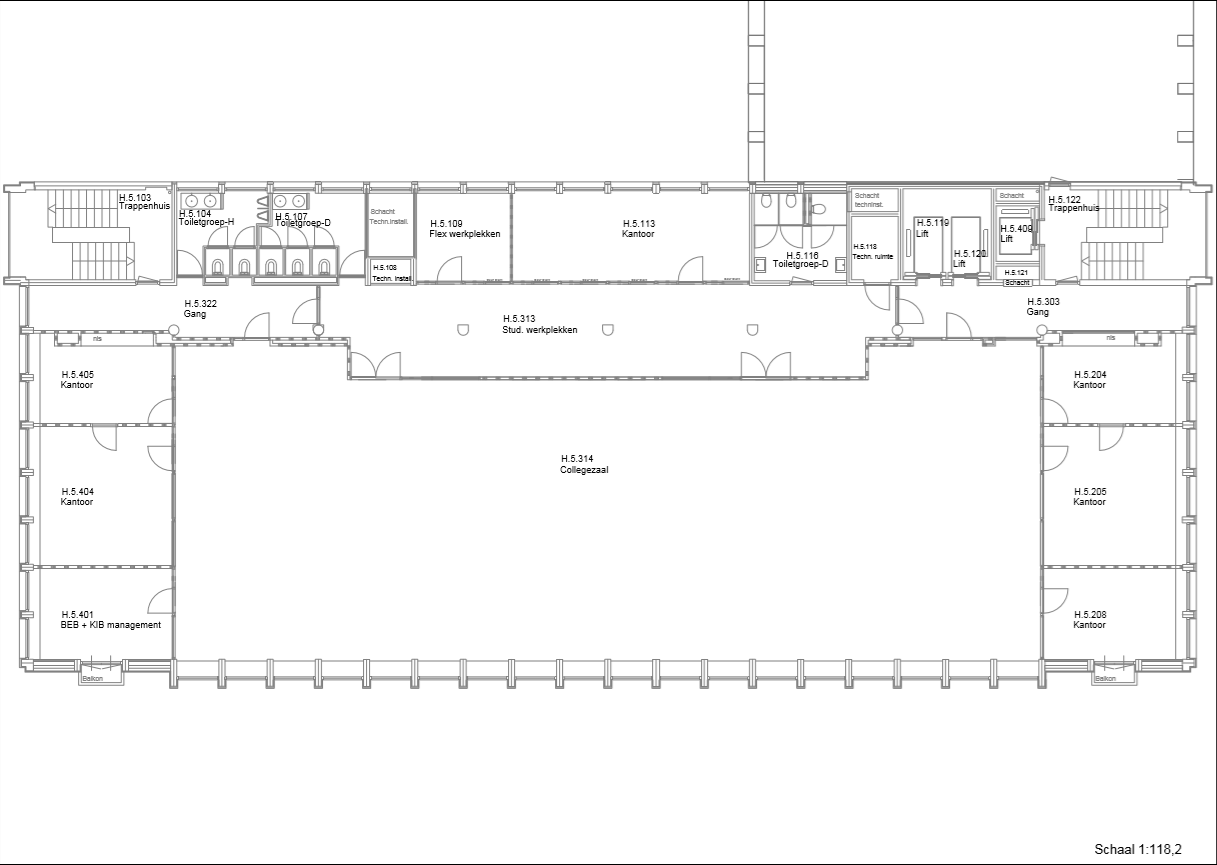 H.5.103
Trappenhuis
H.5.104
Toiletgroep-H
H.5.107
Toiletgroep-D
Schacht
Techn.install.
H.5.108
Techn. install.
H.5.109
Flex werkplekken
H.5.113
Kantoor
H.5.116
Toiletgroep-D
Schacht
techninst.
H.5.118
Techn. ruimte
H.5.119
Lift
H.5.120
Lift
Schacht
H.5.409
Lift
H.5.121
Schacht
H.5.122
Trappenhuis
H.5.322
Gang
H.5.313
Stud. werkplekken
H.5.303
Gang
nis
nis
H.5.405
Kantoor
H.5.204
Kantoor
H.5.314
Collegezaal
H.5.404
Kantoor
H.5.205
Kantoor
H.5.401
BEB + KIB management
H.5.208
Kantoor
Balkon
Balkon
Schaal 1:118,2